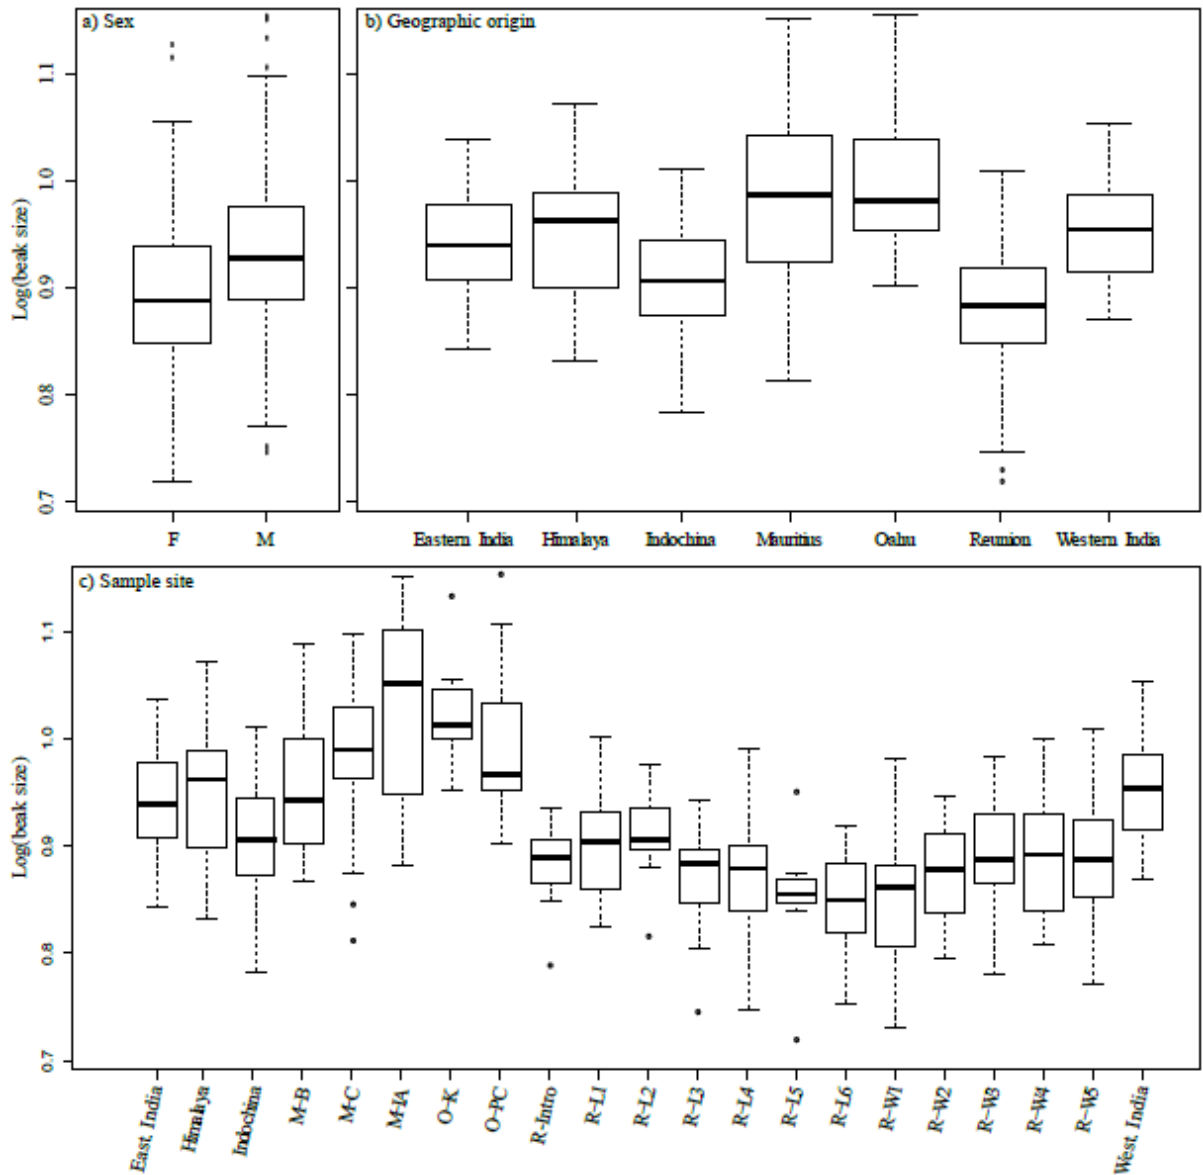 a) Sex
b) Geographic origin
Log(beak size)
1.1
1.0
0.9
0.8
0.7
F
M
Eastern India
Himalaya
Indochina
Mauritius
Oahu
Reunion
Western India
c) Sample site
Log(beak size)
1.1
1.0
0.9
0.8
0.7
East. India
Himalaya
Indochina
M-B
M-C
M-IA
O-K
O-PC
R-Intro
R-L1
R-L2
R-L3
R-L4
R-L5
R-L6
R-W1
R-W2
R-W3
R-W4
R-W5
West. India